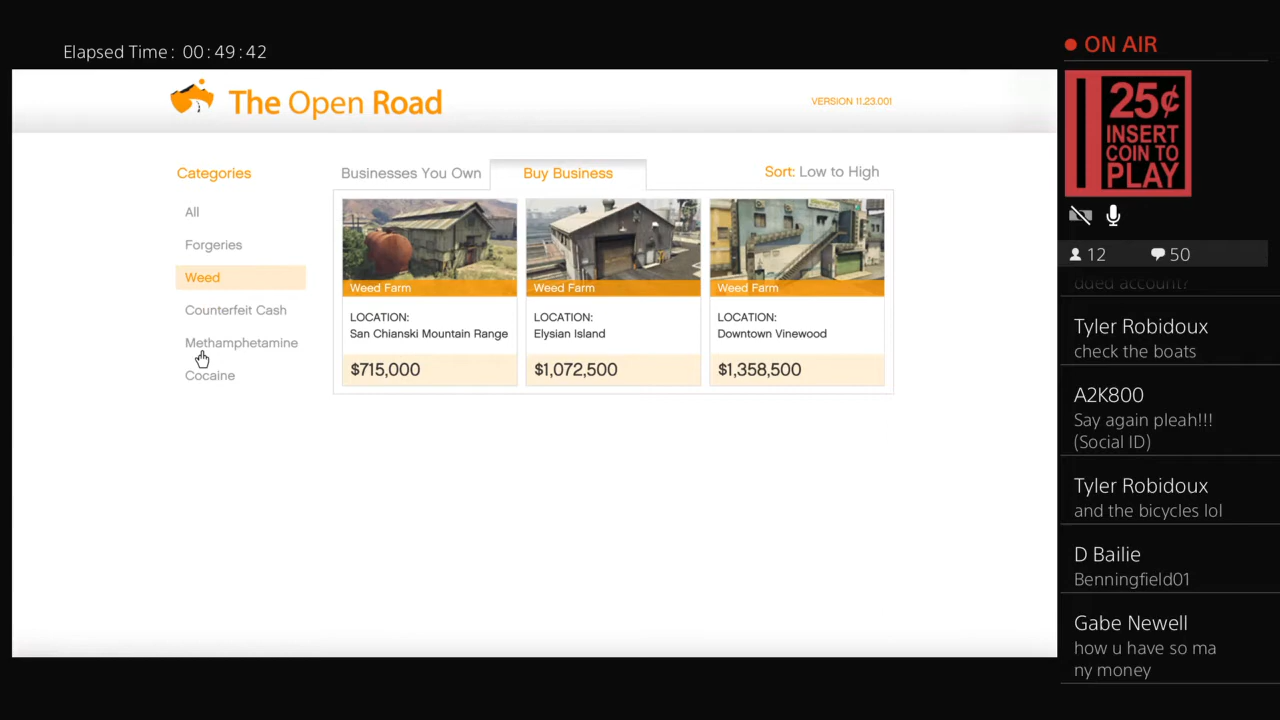 Elapsed Time: 00:49:42
The Open Road
VERSION 11.23.001
Categories
All
Forgeries
Weed
Counterfeit Cash
Methamphetamine
Cocaine
Businesses You Own
Buy Business
Sort: Low to High
Weed Farm
LOCATION:
San Chianski Mountain Range
$715,000
Weed Farm
LOCATION:
Elysian Island
$1,072,500
Weed Farm
LOCATION:
Downtown Vinewood
$1,358,500
ON AIR
25¢
INSERT
COIN TO
PLAY
12
50
dded account?
Tyler Robidoux
check the boats
A2K800
Say again pleah!!!
(Social ID)
Tyler Robidoux
and the bicycles lol
D Bailie
Benningfield01
Gabe Newell
how u have so ma
ny money